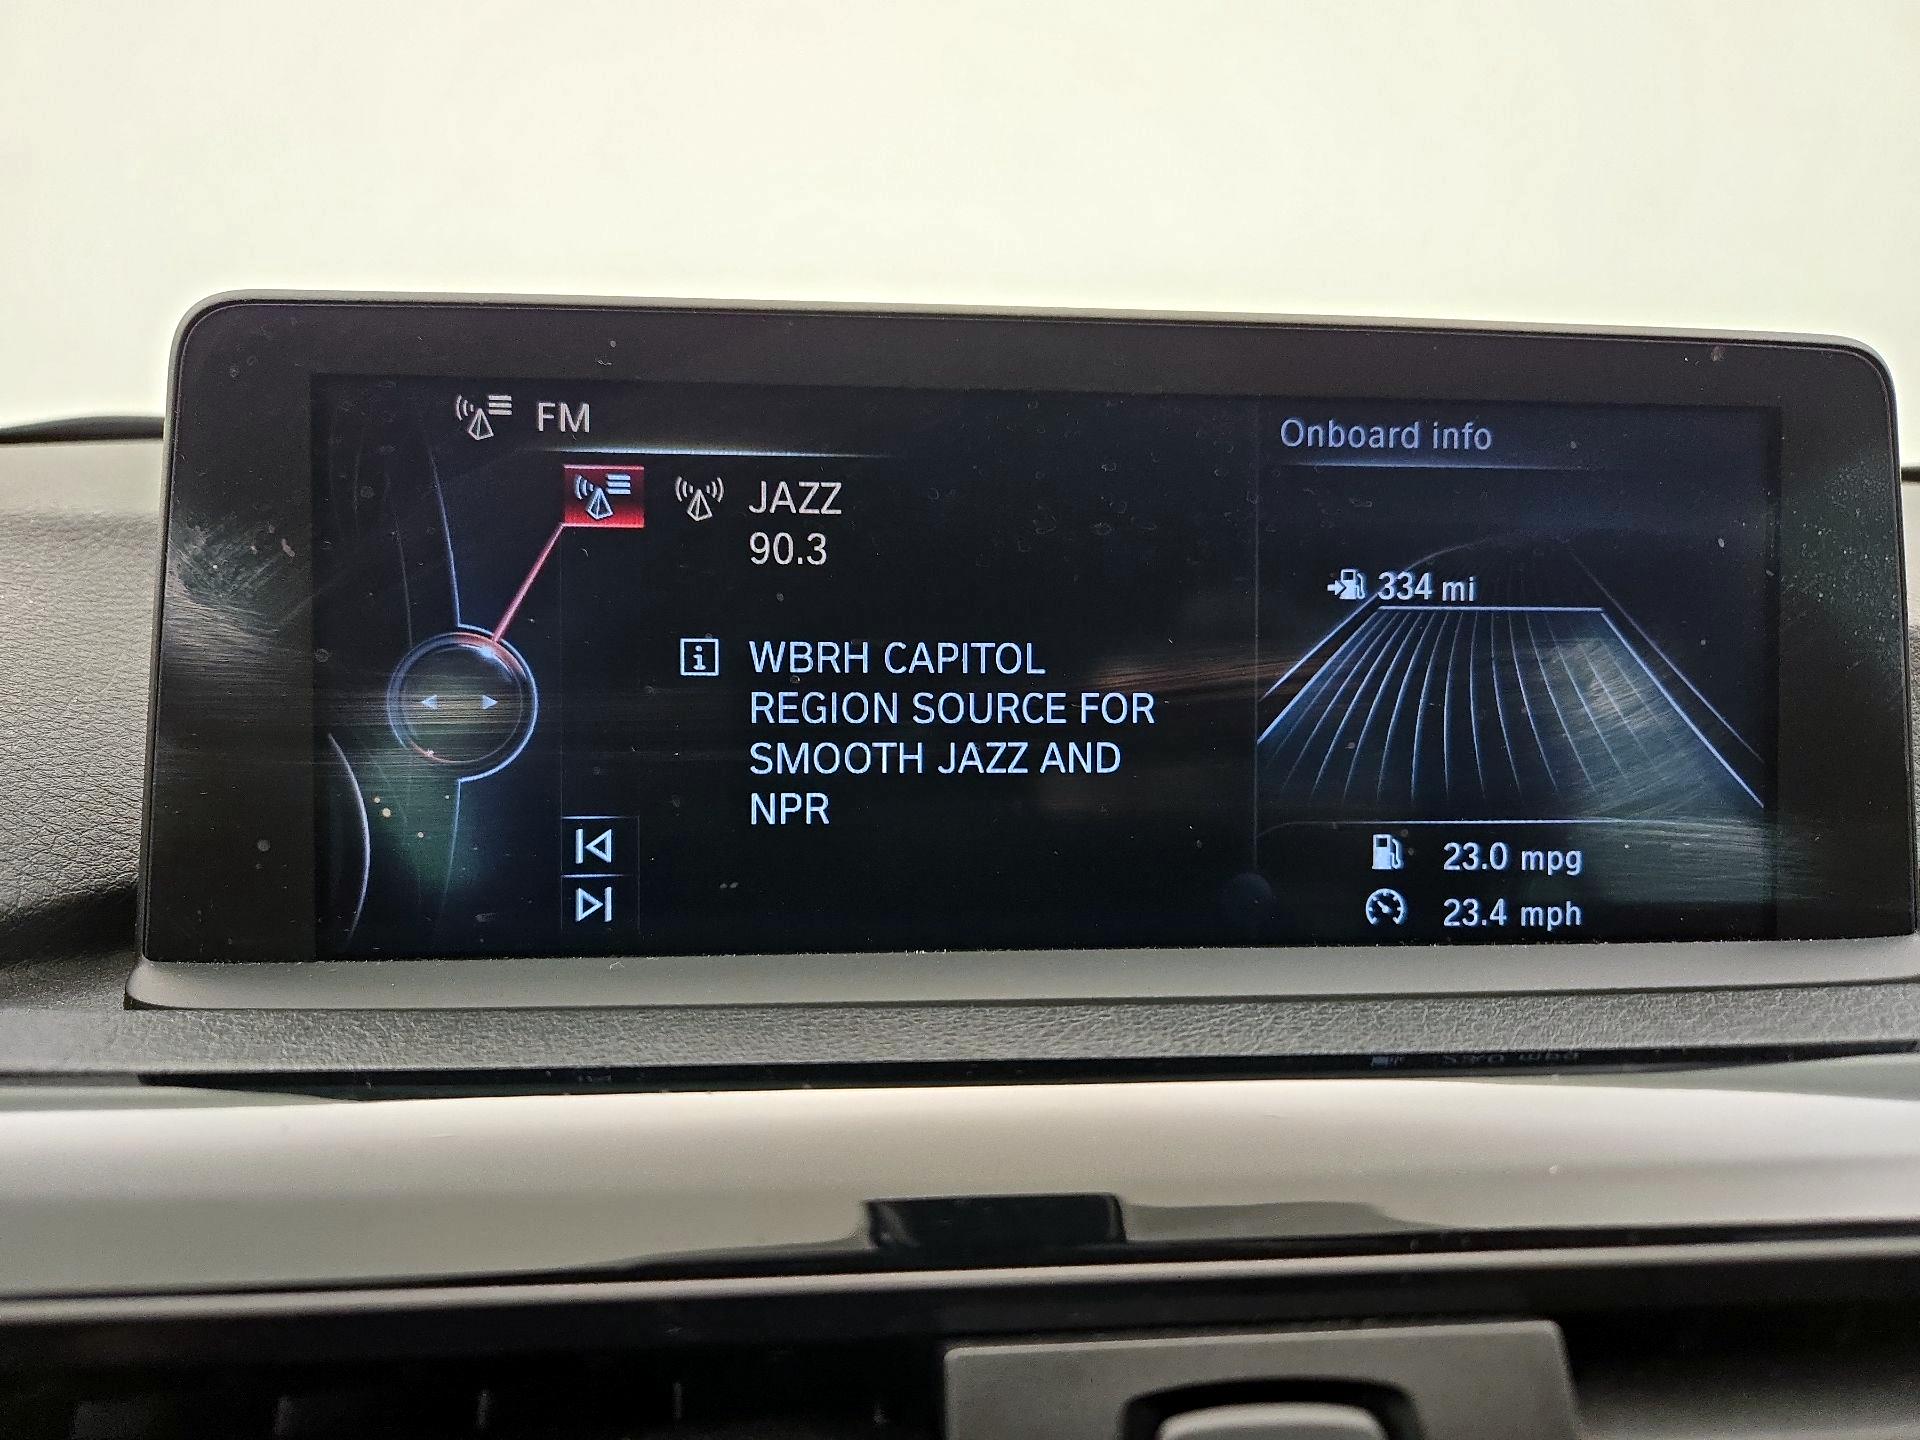 FM
JAZZ
90.3
WBRH CAPITOL
REGION SOURCE FOR
SMOOTH JAZZ AND
NPR
Onboard info
334 mi
23.0 mpg
23.4 mph